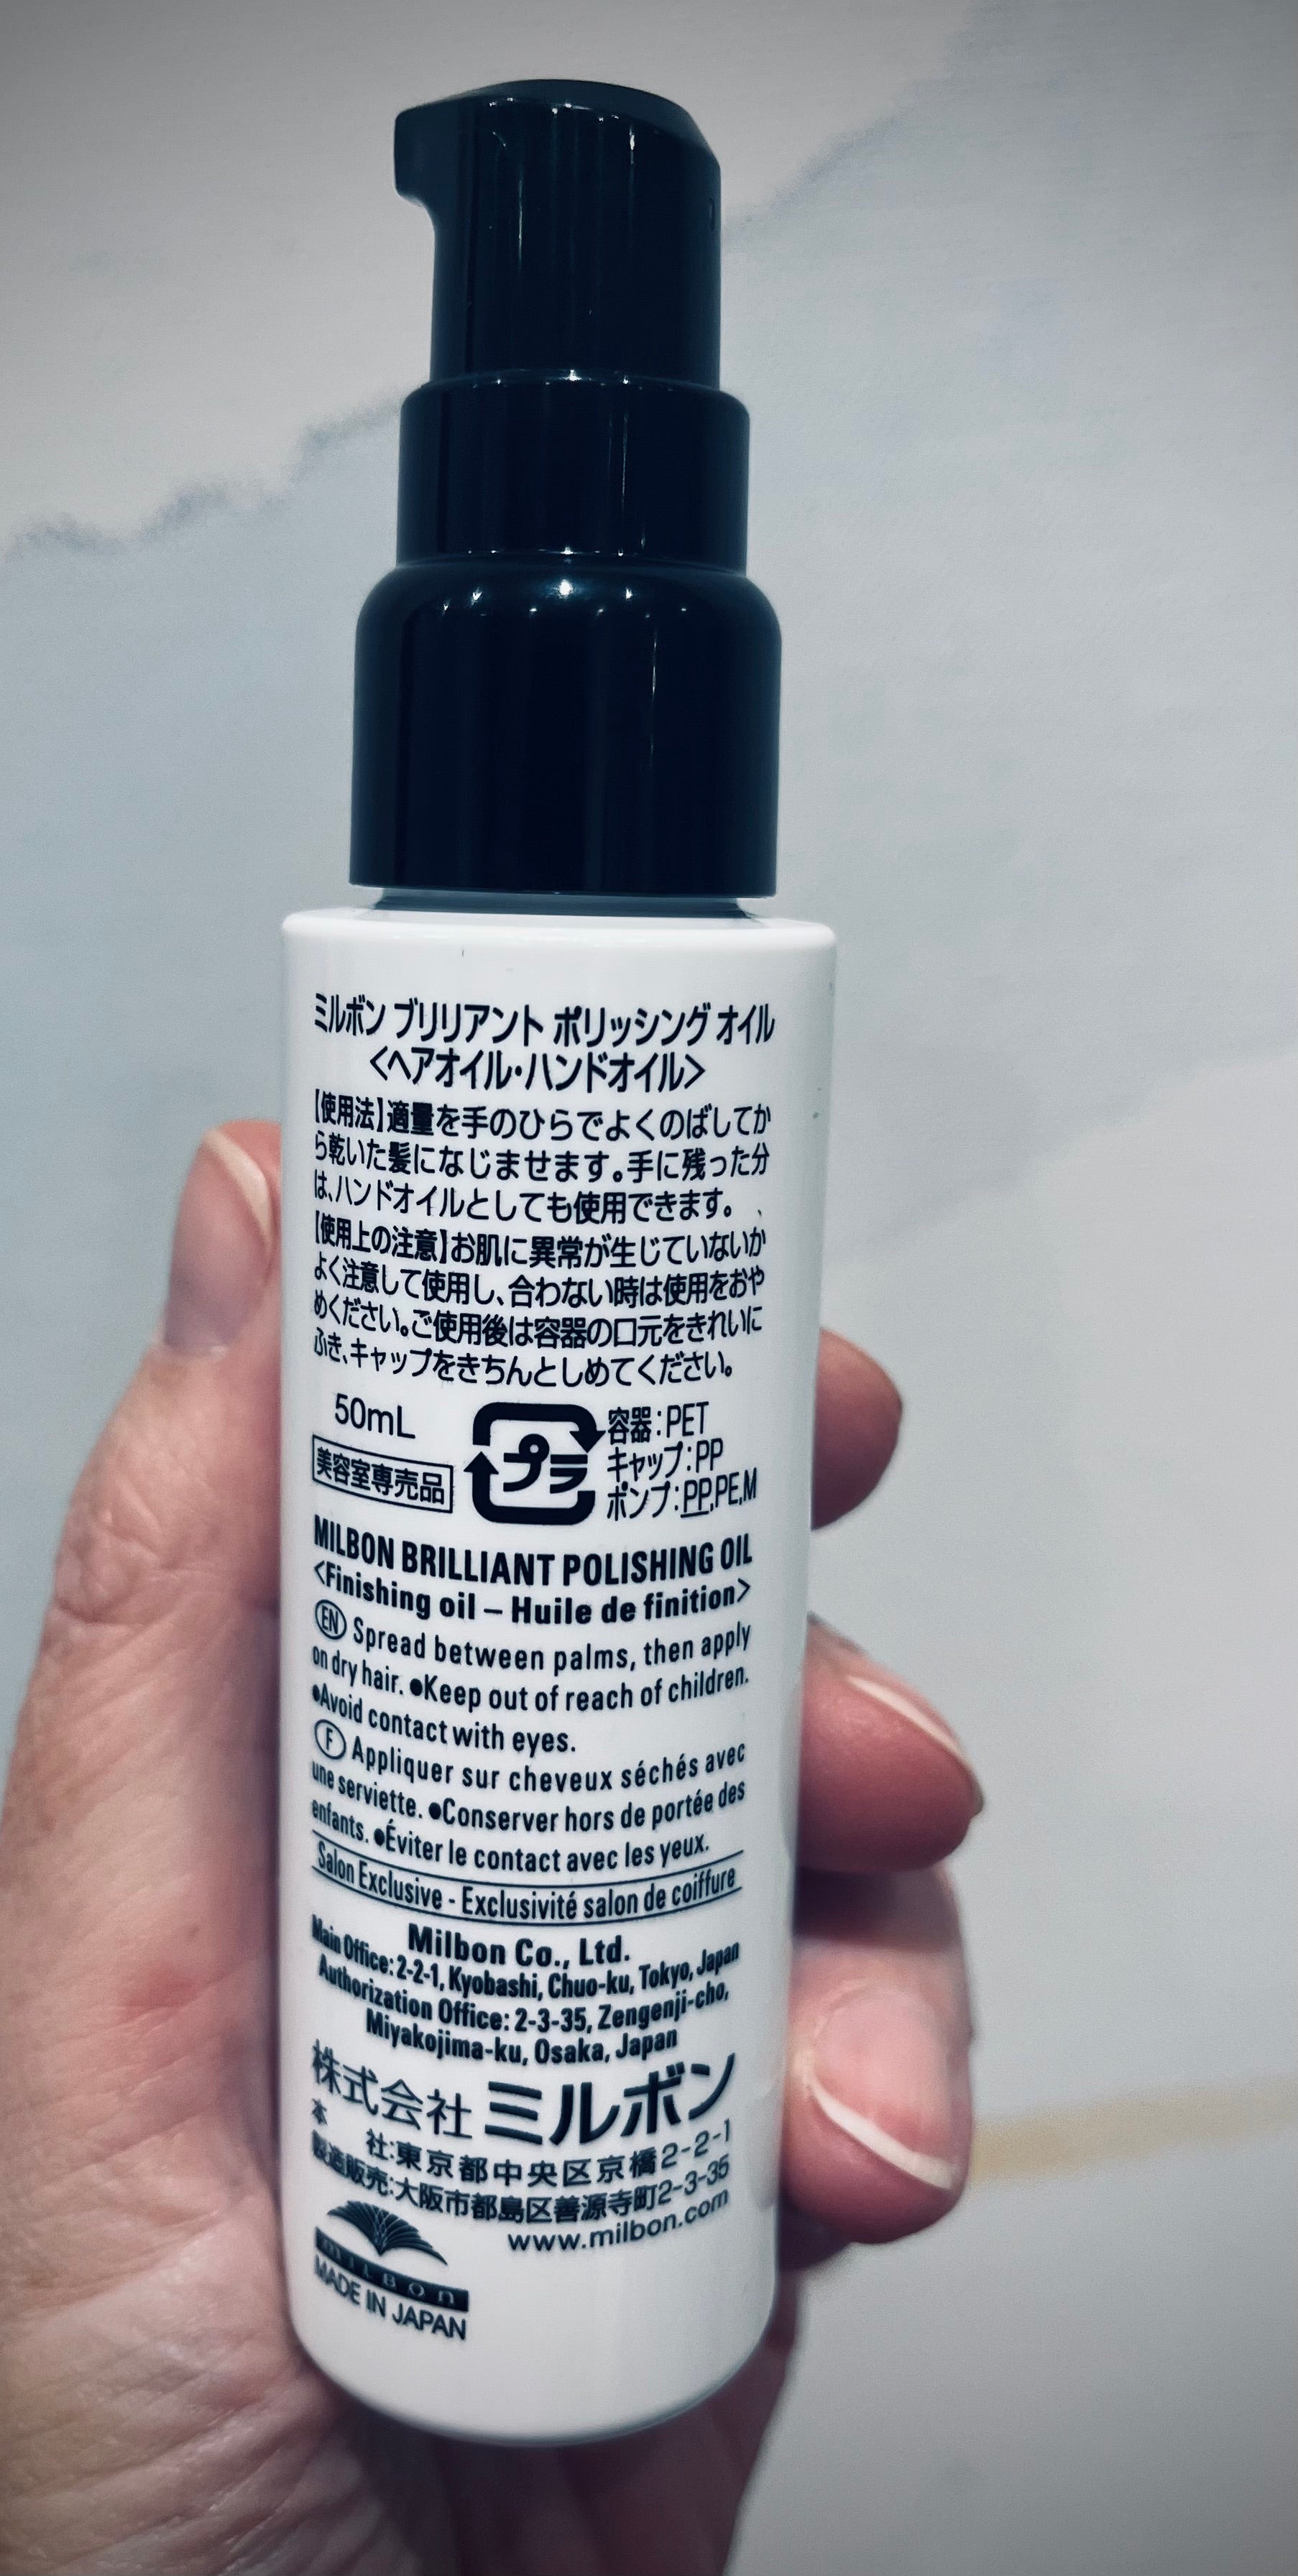 ミルボン ブリリアント ポリッシング オイル
<ヘアオイル・ハンドオイル>
【使用法】適量を手のひらでよくのばしてか
ら乾いた髪になじませます。手に残った分
は、ハンドオイルとしても使用できます。
【使用上の注意】お肌に異常が生じていないか
よく注意して使用し、合わない時は使用をおや
めください。ご使用後は容器の口元をきれいに
ふき、キャップをきちんとしめてください。
50mL
美容室専売品
プラ
容器:PET
キャップ:PP
ポンプ:PP,PE,M
MILBON BRILLIANT POLISHING OIL
<Finishing oil – Huile de finition>
EN Spread between palms, then apply
on dry hair. ●Keep out of reach of children.
●Avoid contact with eyes.
F Appliquer sur cheveux séchés avec
une serviette. ●Conserver hors de portée des
enfants. ●Éviter le contact avec les yeux.
Salon Exclusive - Exclusivité salon de coiffure
Milbon Co., Ltd.
Main Office: 2-2-1, Kyobashi, Chuo-ku, Tokyo, Japan
Authorization Office: 2-3-35, Zengenji-cho,
Miyakojima-ku, Osaka, Japan
株式会社 ミルボン
本 社:東京都中央区京橋2-2-1
製造販売:大阪市都島区善源寺町2-3-35
www.milbon.com
milbon
MADE IN JAPAN